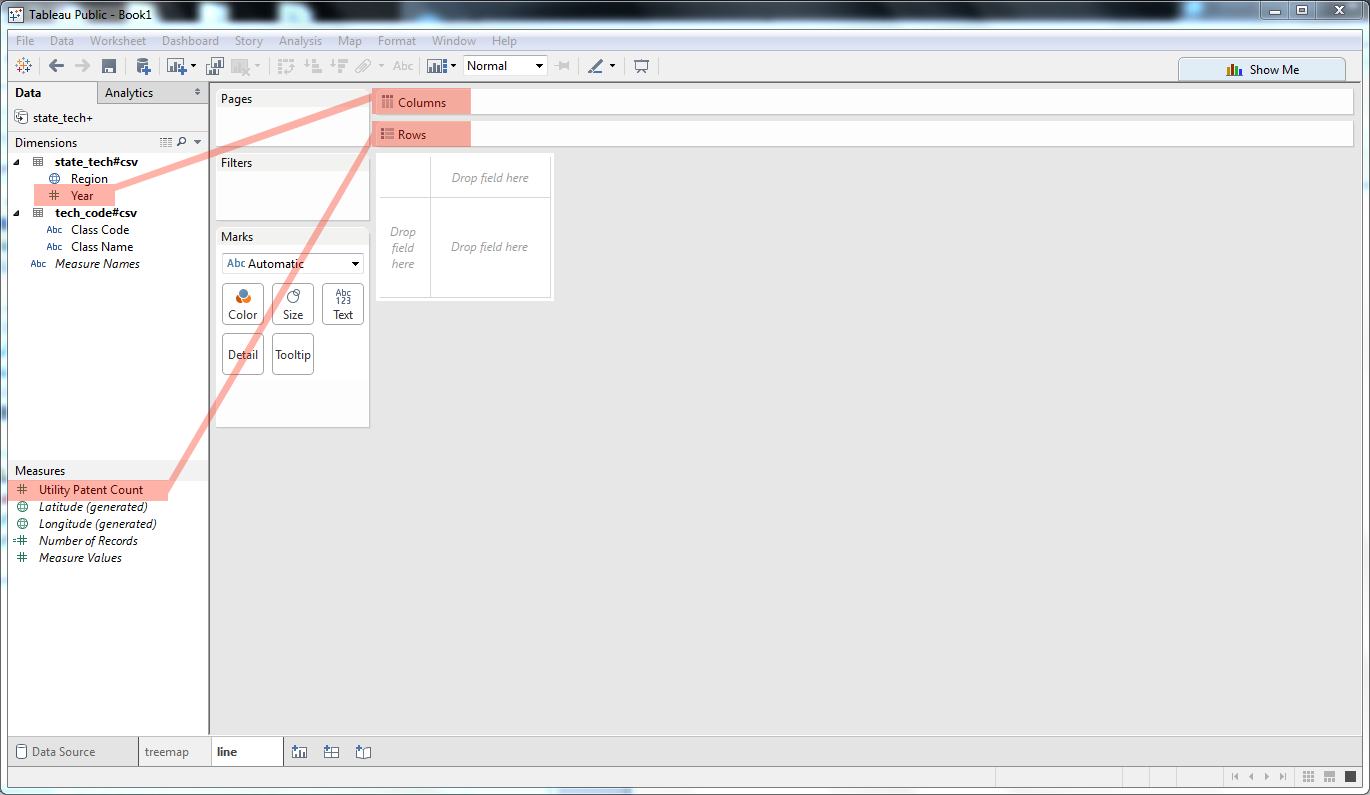 Tableau Public - Book1
File Data Worksheet Dashboard Story Analysis Map Format Window Help
Abc Normal Show Me
Data Analytics
state_tech+
Dimensions
state_tech#csv
Region
Year
tech_code#csv
Abc Class Code
Abc Class Name
Abc Measure Names
Measures
Utility Patent Count
Latitude (generated)
Longitude (generated)
Number of Records
Measure Values
Pages
Filters
Marks
Abc Automatic
Color Size Abc 123 Text
Detail Tooltip
Columns
Rows
Drop field here
Drop
field
here
Drop field here
Data Source treemap line